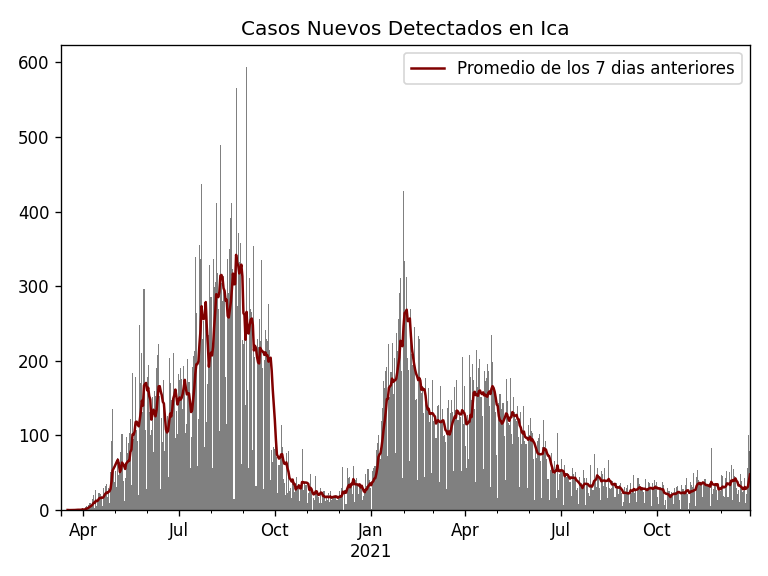 Casos Nuevos Detectados en Ica
Promedio de los 7 dias anteriores
600
500
400
300
200
100
0
Apr Jul Oct Jan Apr Jul Oct
2021